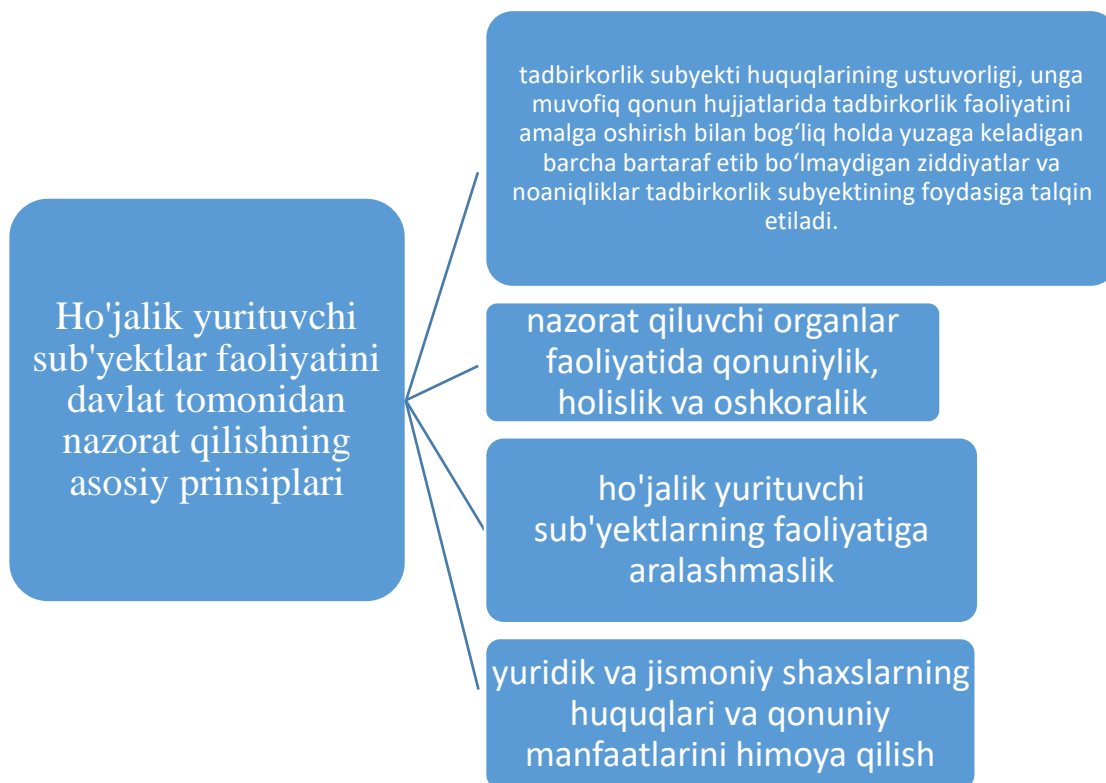 Ho'jalik yurituvchi
sub'yektlar faoliyatini
davlat tomonidan
nazorat qilishning
asosiy prinsiplari
tadbirkorlik subyekti huquqlarining ustuvorligi, unga
muvofiq qonun hujjatlarida tadbirkorlik faoliyatini
amalga oshirish bilan bog‘liq holda yuzaga keladigan
barcha bartaraf etib bo‘lmaydigan ziddiyatlar va
noaniqliklar tadbirkorlik subyektining foydasiga talqin
etiladi.
nazorat qiluvchi organlar
faoliyatida qonuniylik,
holislik va oshkoralik
ho'jalik yurituvchi
sub'yektlarning faoliyatiga
aralashmaslik
yuridik va jismoniy shaxslarning
huquqlari va qonuniy
manfaatlarini himoya qilish